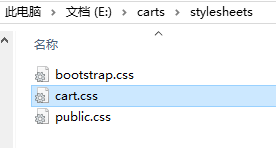 此电脑 › 文档 (E:) › carts › stylesheets
名称
bootstrap.css
cart.css
public.css